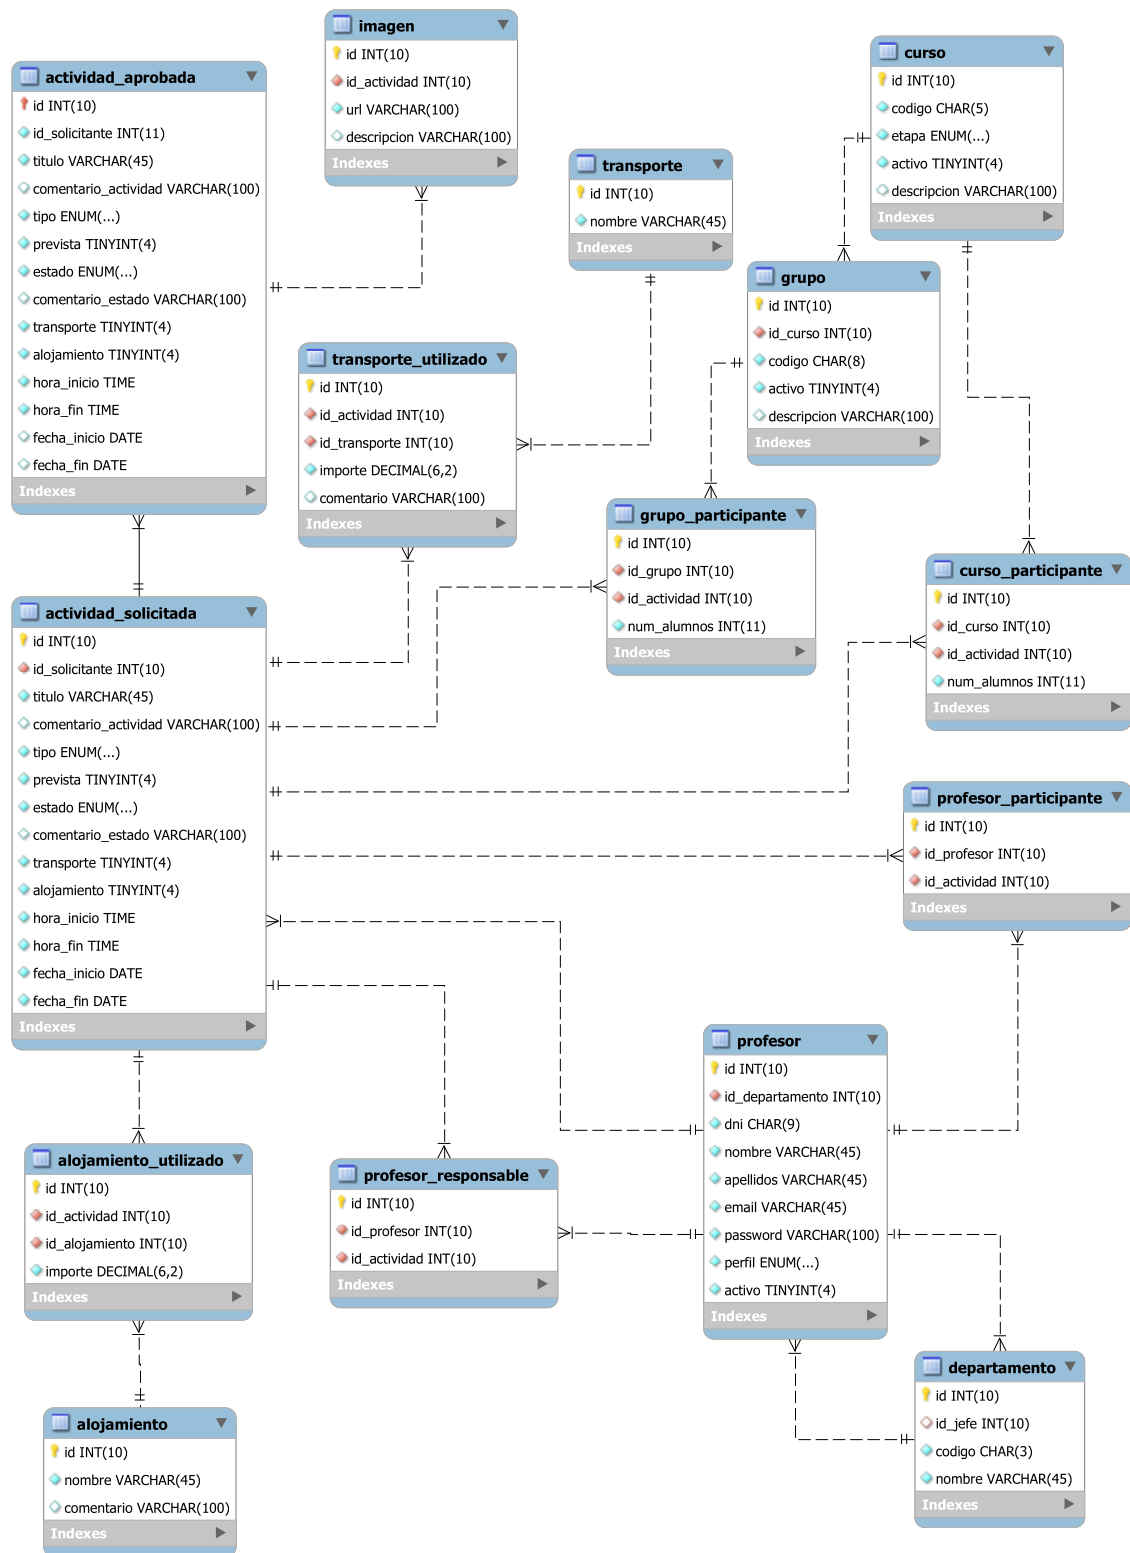 imagen
id INT(10)
id_actividad INT(10)
url VARCHAR(100)
descripcion VARCHAR(100)
Indexes
curso
id INT(10)
codigo CHAR(5)
etapa ENUM(...)
activo TINYINT(4)
descripcion VARCHAR(100)
Indexes
actividad_aprobada
id INT(10)
id_solicitante INT(11)
titulo VARCHAR(45)
comentario_actividad VARCHAR(100)
tipo ENUM(...)
prevista TINYINT(4)
estado ENUM(...)
comentario_estado VARCHAR(100)
transporte TINYINT(4)
alojamiento TINYINT(4)
hora_inicio TIME
hora_fin TIME
fecha_inicio DATE
fecha_fin DATE
Indexes
transporte
id INT(10)
nombre VARCHAR(45)
Indexes
grupo
id INT(10)
id_curso INT(10)
codigo CHAR(8)
activo TINYINT(4)
descripcion VARCHAR(100)
Indexes
transporte_utilizado
id INT(10)
id_actividad INT(10)
id_transporte INT(10)
importe DECIMAL(6,2)
comentario VARCHAR(100)
Indexes
grupo_participante
id INT(10)
id_grupo INT(10)
id_actividad INT(10)
num_alumnos INT(11)
Indexes
curso_participante
id INT(10)
id_curso INT(10)
id_actividad INT(10)
num_alumnos INT(11)
Indexes
actividad_solicitada
id INT(10)
id_solicitante INT(10)
titulo VARCHAR(45)
comentario_actividad VARCHAR(100)
tipo ENUM(...)
prevista TINYINT(4)
estado ENUM(...)
comentario_estado VARCHAR(100)
transporte TINYINT(4)
alojamiento TINYINT(4)
hora_inicio TIME
hora_fin TIME
fecha_inicio DATE
fecha_fin DATE
Indexes
profesor_participante
id INT(10)
id_profesor INT(10)
id_actividad INT(10)
Indexes
profesor
id INT(10)
id_departamento INT(10)
dni CHAR(9)
nombre VARCHAR(45)
apellidos VARCHAR(45)
email VARCHAR(45)
password VARCHAR(100)
perfil ENUM(...)
activo TINYINT(4)
Indexes
alojamiento_utilizado
id INT(10)
id_actividad INT(10)
id_alojamiento INT(10)
importe DECIMAL(6,2)
Indexes
profesor_responsable
id INT(10)
id_profesor INT(10)
id_actividad INT(10)
Indexes
departamento
id INT(10)
id_jefe INT(10)
codigo CHAR(3)
nombre VARCHAR(45)
Indexes
alojamiento
id INT(10)
nombre VARCHAR(45)
comentario VARCHAR(100)
Indexes